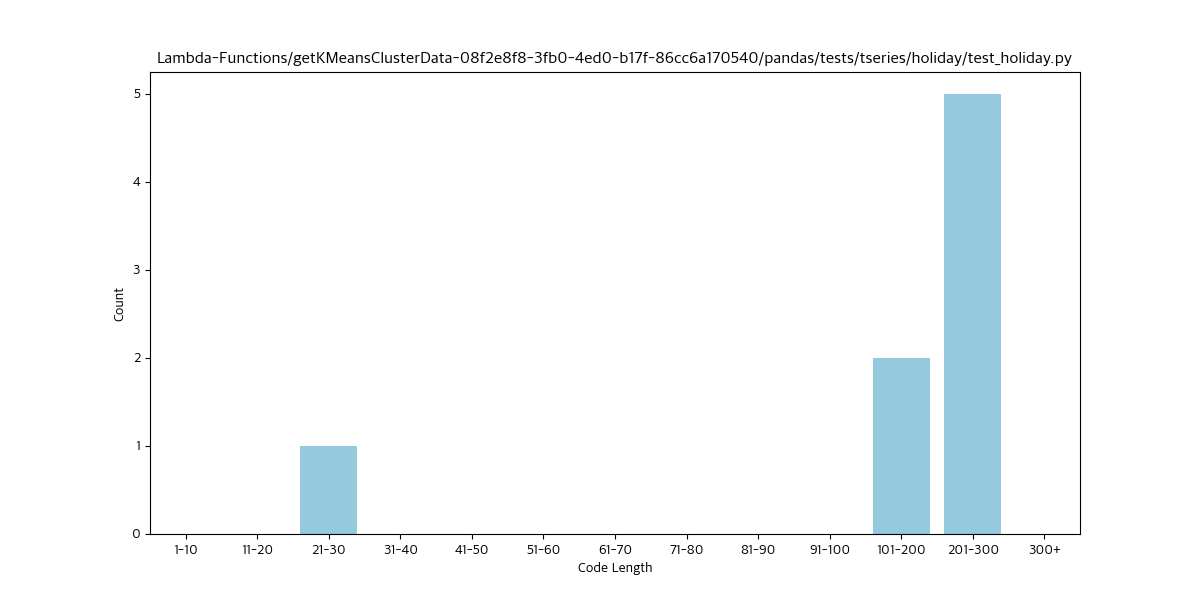 Lambda-Functions/getKMeansClusterData-08f2e8f8-3fb0-4ed0-b17f-86cc6a170540/pandas/tests/tseries/holiday/test_holiday.py
5
4
3
2
1
0
Count
1-10 11-20 21-30 31-40 41-50 51-60 61-70 71-80 81-90 91-100 101-200 201-300 300+
Code Length